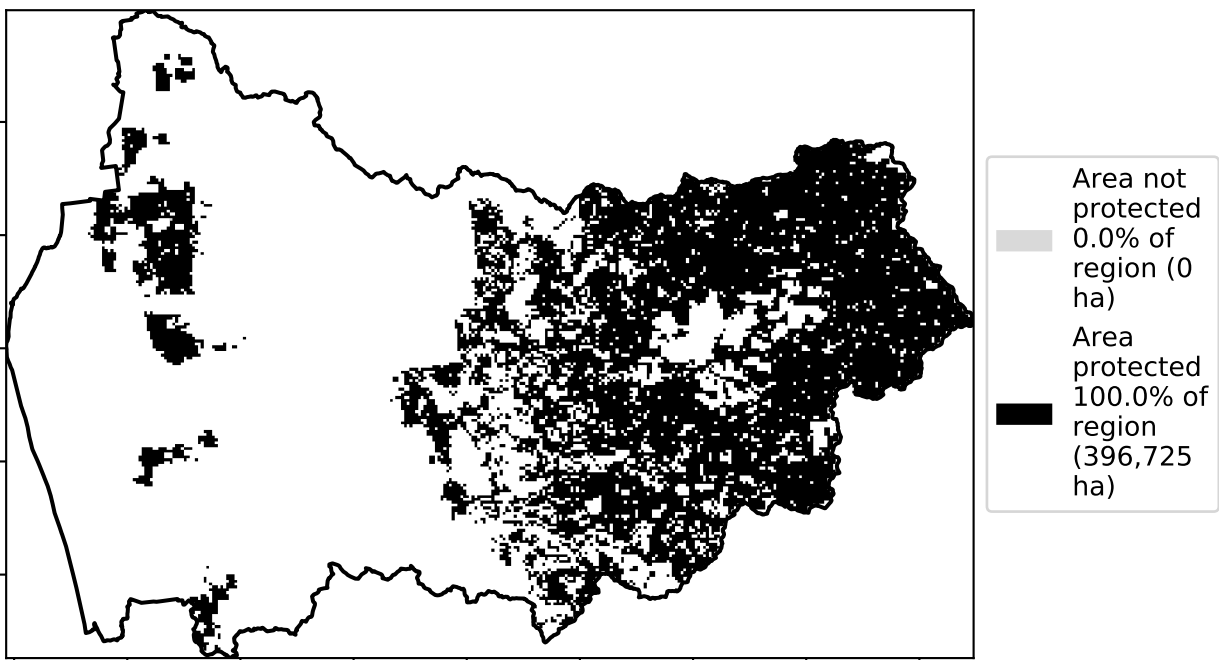 Area not
protected
0.0% of
region (0
ha)
Area
protected
100.0% of
region
(396,725
ha)